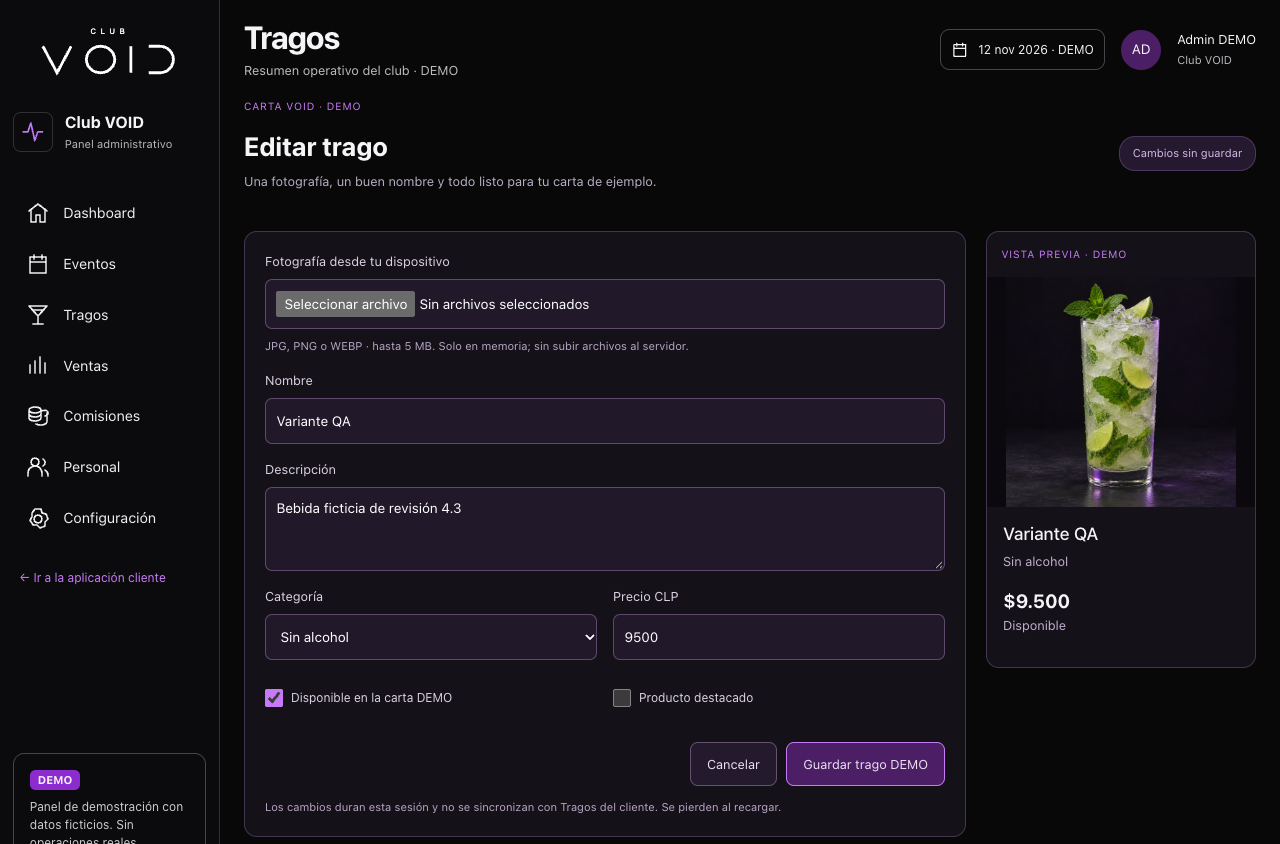 CLUB
VOID
Club VOID
Panel administrativo
Dashboard
Eventos
Tragos
Ventas
Comisiones
Personal
Configuración
← Ir a la aplicación cliente
DEMO
Panel de demostración con
datos ficticios. Sin
operaciones reales
Tragos
Resumen operativo del club · DEMO
12 nov 2026 · DEMO
AD
Admin DEMO
Club VOID
CARTA VOID · DEMO
Editar trago
Una fotografía, un buen nombre y todo listo para tu carta de ejemplo.
Cambios sin guardar
Fotografía desde tu dispositivo
Seleccionar archivo Sin archivos seleccionados
JPG, PNG o WEBP · hasta 5 MB. Solo en memoria; sin subir archivos al servidor.
Nombre
Variante QA
Descripción
Bebida ficticia de revisión 4.3
Categoría
Sin alcohol
Precio CLP
9500
Disponible en la carta DEMO
Producto destacado
Cancelar
Guardar trago DEMO
Los cambios duran esta sesión y no se sincronizan con Tragos del cliente. Se pierden al recargar.
VISTA PREVIA · DEMO
Variante QA
Sin alcohol
$9.500
Disponible